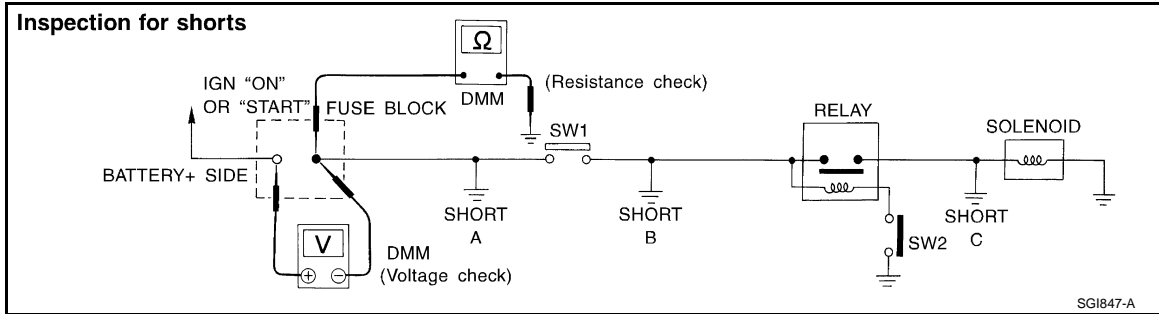 Inspection for shorts
Ω
DMM
(Resistance check)
IGN “ON”
OR “START”
FUSE BLOCK
BATTERY+ SIDE
V
+ −
DMM
(Voltage check)
SHORT
A
SW1
SHORT
B
RELAY
SW2
SHORT
C
SOLENOID
SGI847-A